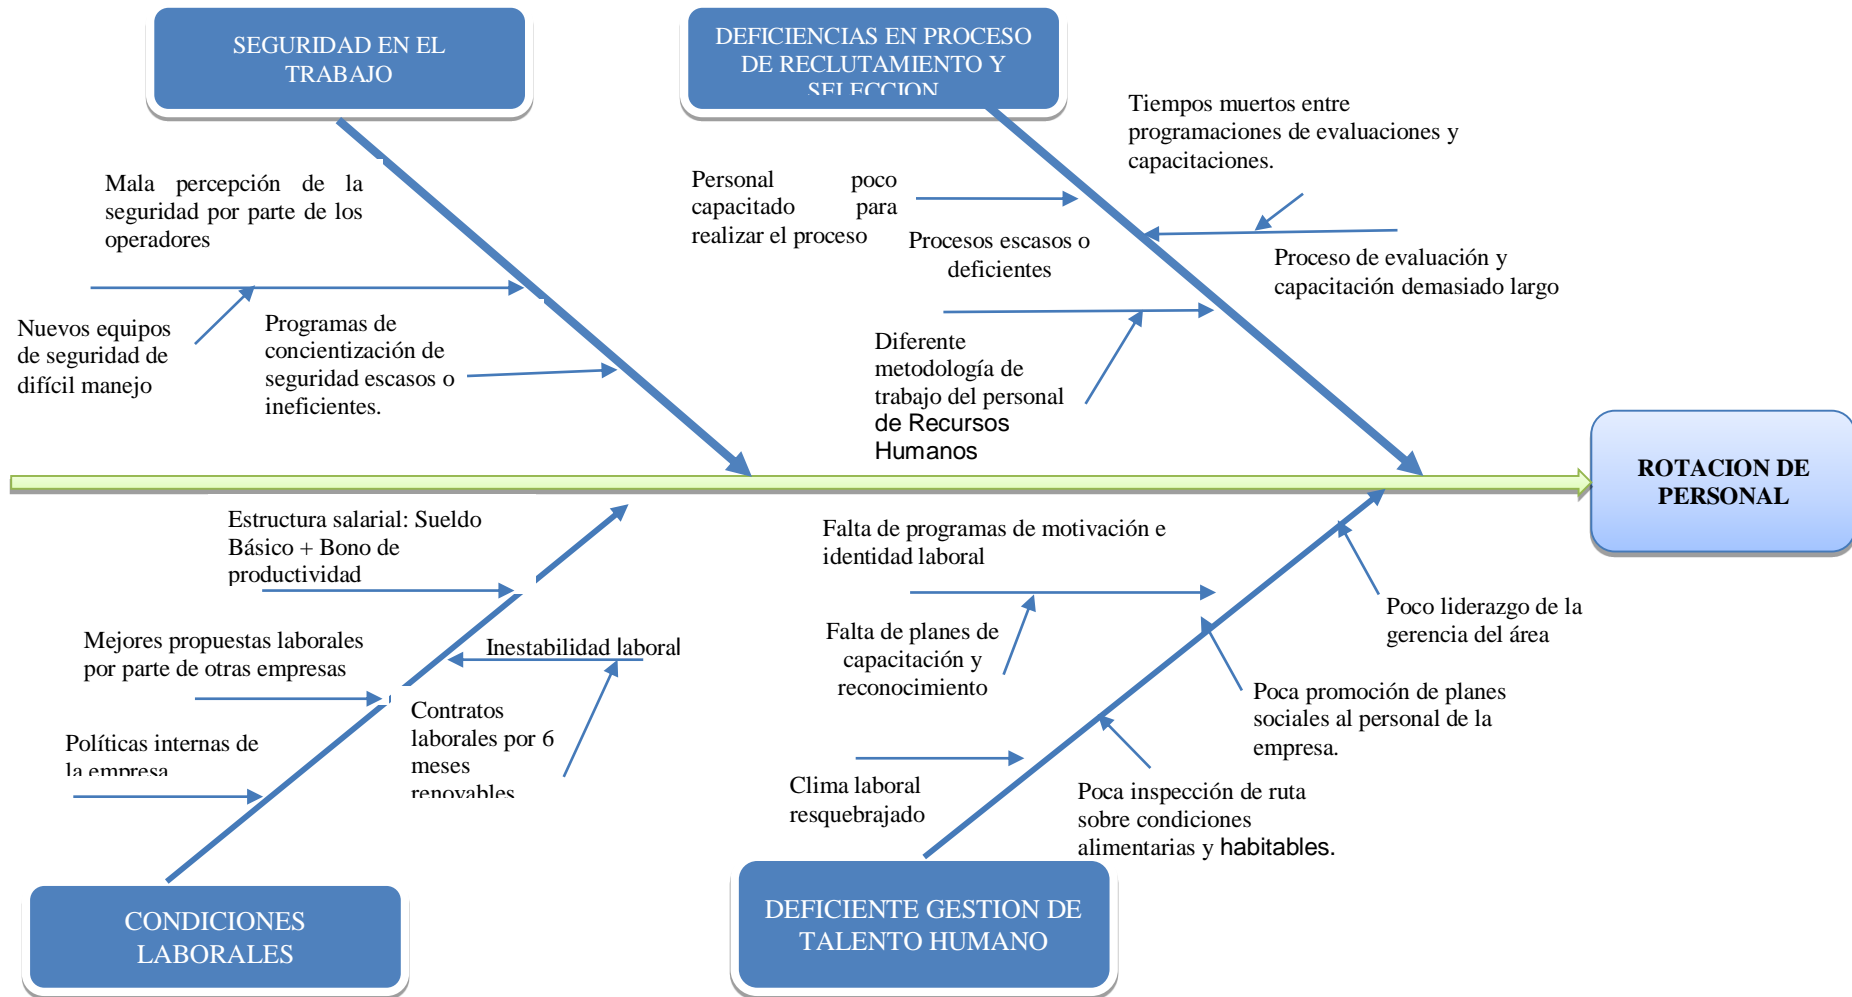 SEGURIDAD EN EL
TRABAJO
DEFICIENCIAS EN PROCESO
DE RECLUTAMIENTO Y
SELECCION
Tiempos muertos entre
programaciones de evaluaciones y
capacitaciones.
Mala percepción de la
seguridad por parte de los
operadores
Personal poco
capacitado para
realizar el proceso
Procesos escasos o
deficientes
Proceso de evaluación y
capacitación demasiado largo
Nuevos equipos
de seguridad de
difícil manejo
Programas de
concientización de
seguridad escasos o
ineficientes.
Diferente
metodología de
trabajo del personal
de Recursos
Humanos
ROTACION DE
PERSONAL
Estructura salarial: Sueldo
Básico + Bono de
productividad
Falta de programas de motivación e
identidad laboral
Mejores propuestas laborales
por parte de otras empresas
Inestabilidad laboral
Falta de planes de
capacitación y
reconocimiento
Poco liderazgo de la
gerencia del área
Políticas internas de
la empresa
Contratos
laborales por 6
meses
renovables
Poca promoción de planes
sociales al personal de la
empresa.
Clima laboral
resquebrajado
Poca inspección de ruta
sobre condiciones
alimentarias y habitables.
CONDICIONES
LABORALES
DEFICIENTE GESTION DE
TALENTO HUMANO